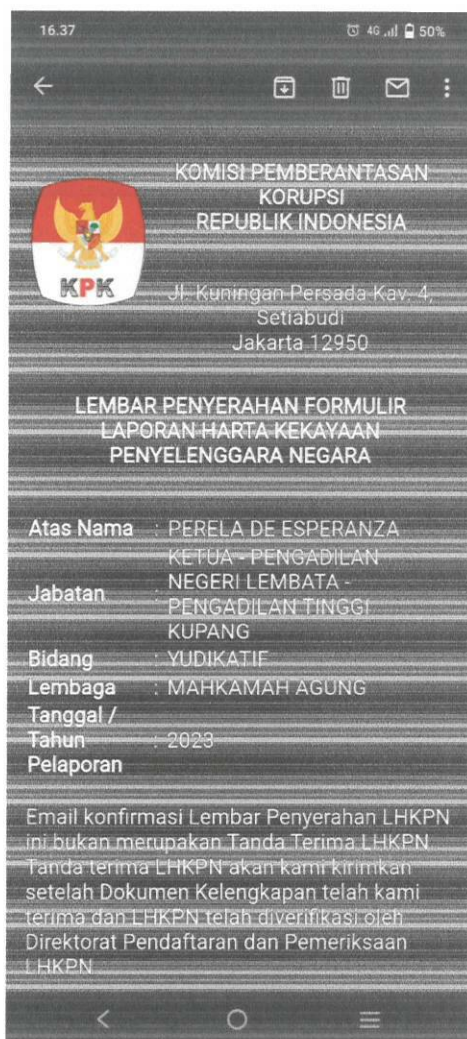 16.37
4G
50%
KOMISI PEMBERANTASAN
KORUPSI
REPUBLIK INDONESIA
KPK
Jl. Kuningan Persada Kav. 4,
Setiabudi
Jakarta 12950
LEMBAR PENYERAHAN FORMULIR
LAPORAN HARTA KEKAYAAN
PENYELENGGARA NEGARA
Atas Nama : PERELA DE ESPERANZA
Jabatan : KETUA - PENGADILAN
NEGERI LEMBATA -
PENGADILAN TINGGI
KUPANG
Bidang : YUDIKATIF
Lembaga : MAHKAMAH AGUNG
Tanggal /
Tahun : 2023
Pelaporan
Email konfirmasi Lembar Penyerahan LHKPN
ini bukan merupakan Tanda Terima LHKPN
Tanda terima LHKPN akan kami kirimkan
setelah Dokumen Kelengkapan telah kami
terima dan LHKPN telah diverifikasi oleh
Direktorat Pendaftaran dan Pemeriksaan
LHKPN